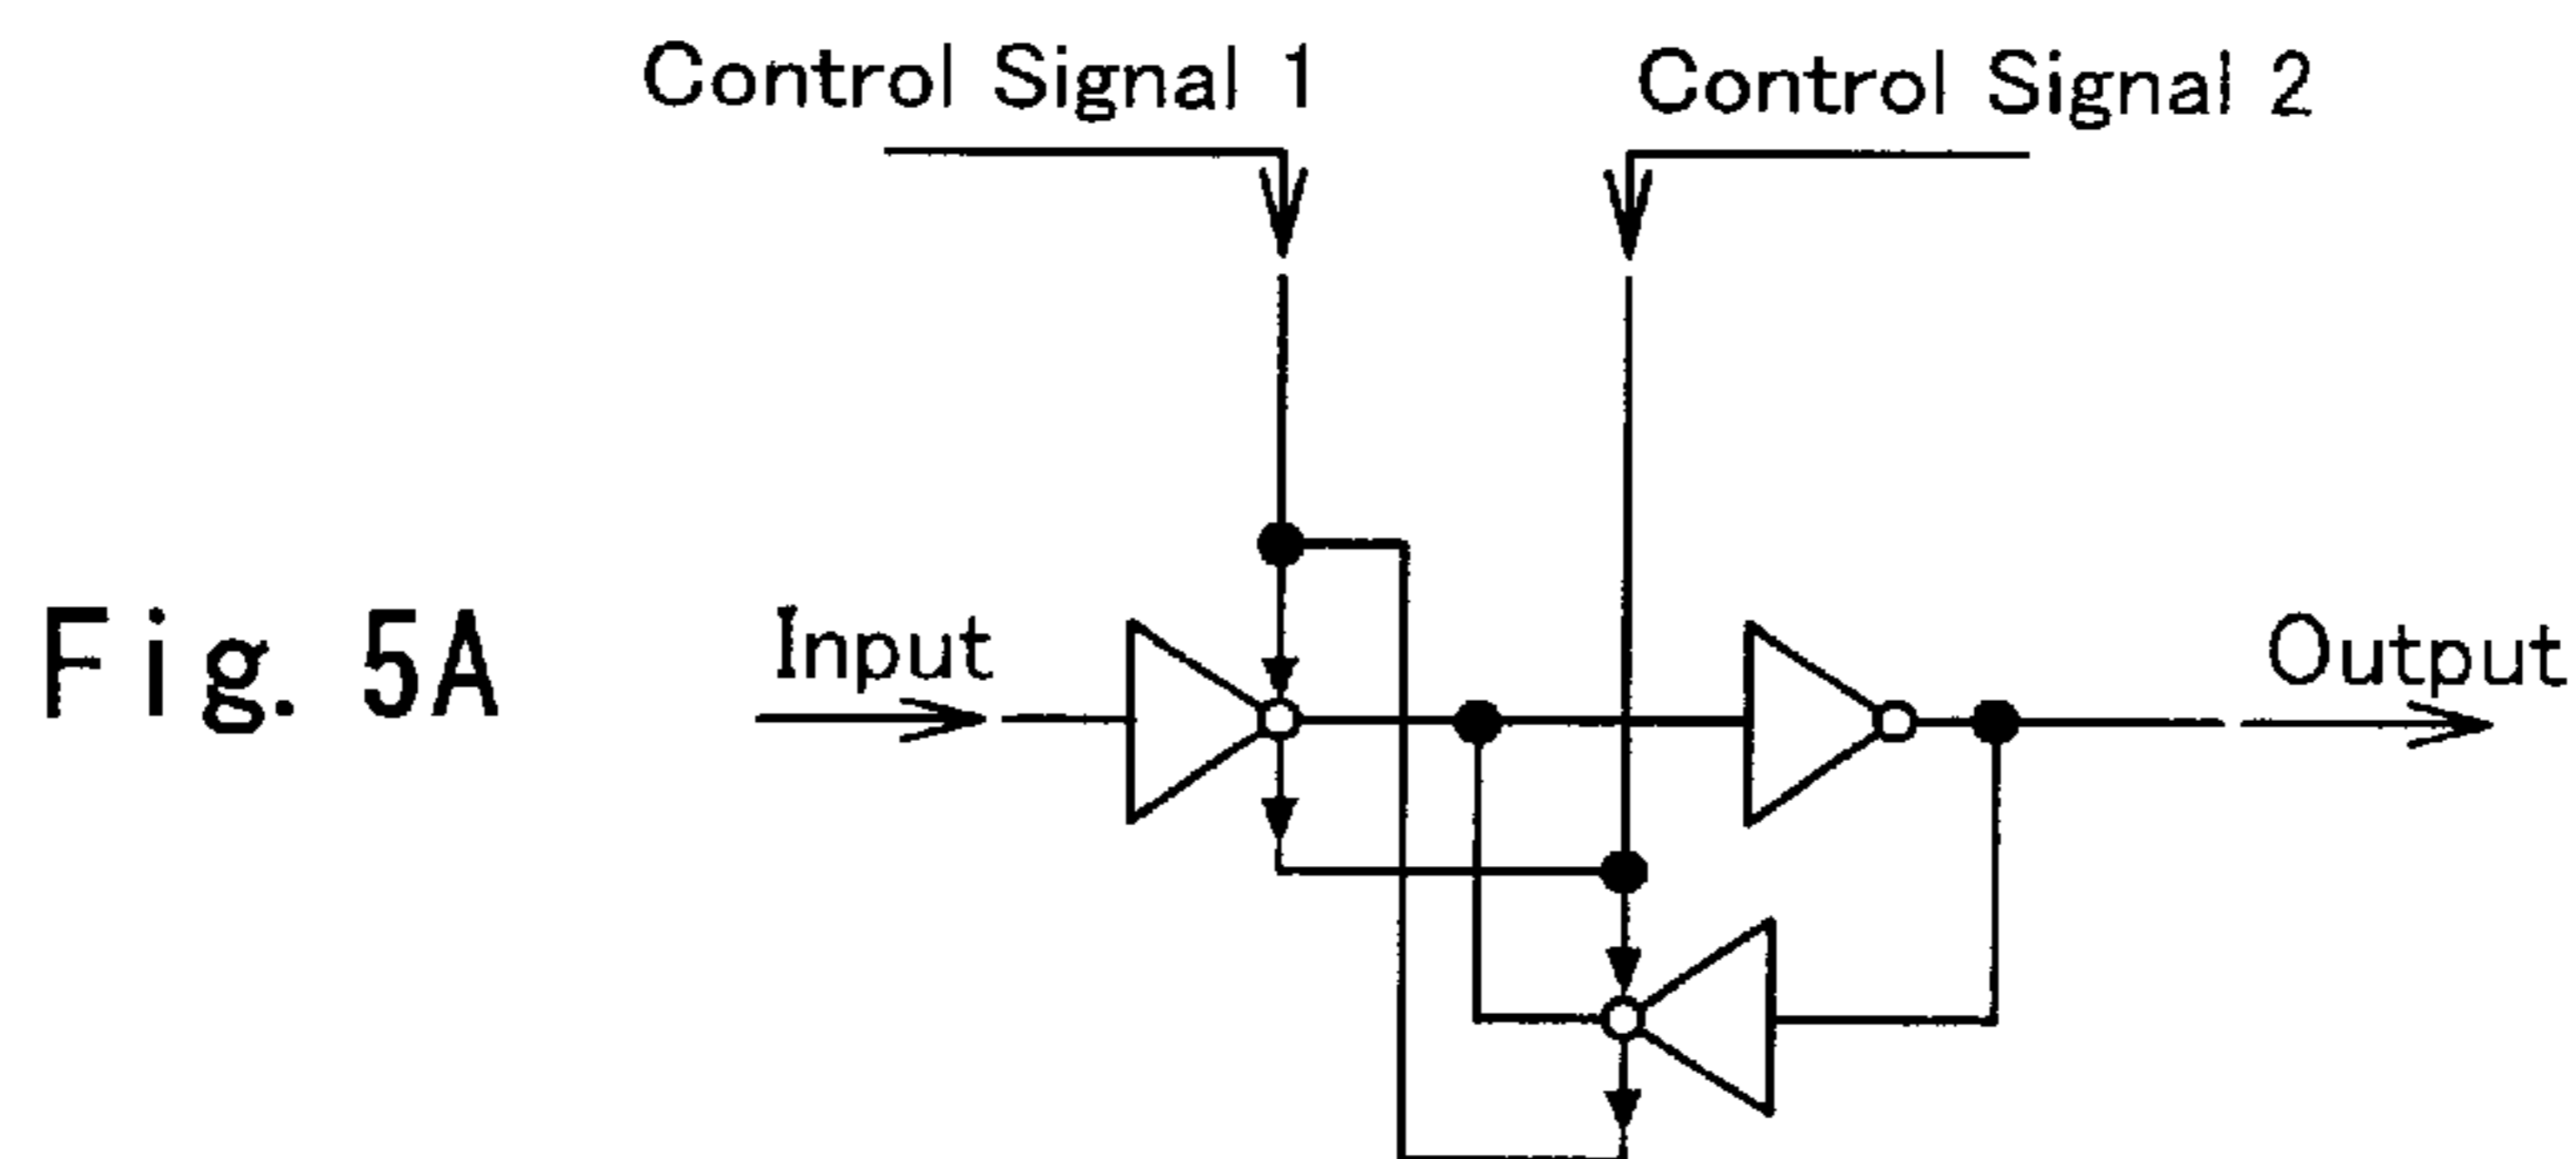 Control Signal 1
Control Signal 2
Fig. 5A
Input
Output